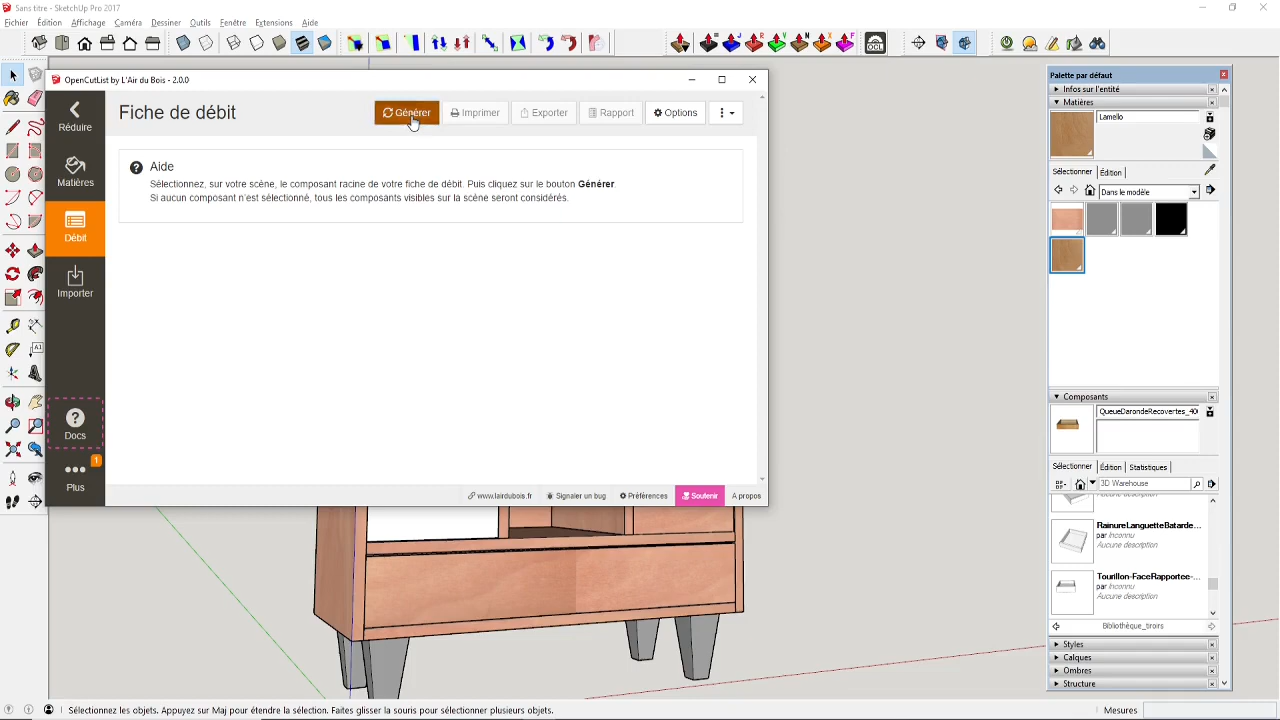 Sans titre - SketchUp Pro 2017
Fichier Édition Affichage Caméra Dessiner Outils Fenêtre Extensions Aide
OCL
OpenCutList by L'Air du Bois - 2.0.0
Réduire
Matières
Débit
Importer
Docs
1
Plus
Fiche de débit
Générer Imprimer Exporter Rapport Options
Aide
Sélectionnez, sur votre scène, le composant racine de votre fiche de débit. Puis cliquez sur le bouton Générer.
Si aucun composant n'est sélectionné, tous les composants visibles sur la scène seront considérés.
www.lairdubois.fr Signaler un bug Préférences Soutenir A propos
Palette par défaut
Infos sur l'entité
Matières
Lamello
Sélectionner Édition
Dans le modèle
Composants
QueueDarondeRecovertes_40
Sélectionner Édition Statistiques
3D Warehouse
Aucune description
RainureLanguetteBatarde...
par Inconnu
Aucune description
Tourillon-FaceRapportee-...
par Inconnu
Aucune description
Bibliothèque_tiroirs
Styles
Calques
Ombres
Structure
Sélectionnez les objets. Appuyez sur Maj pour étendre la sélection. Faites glisser la souris pour sélectionner plusieurs objets.
Mesures